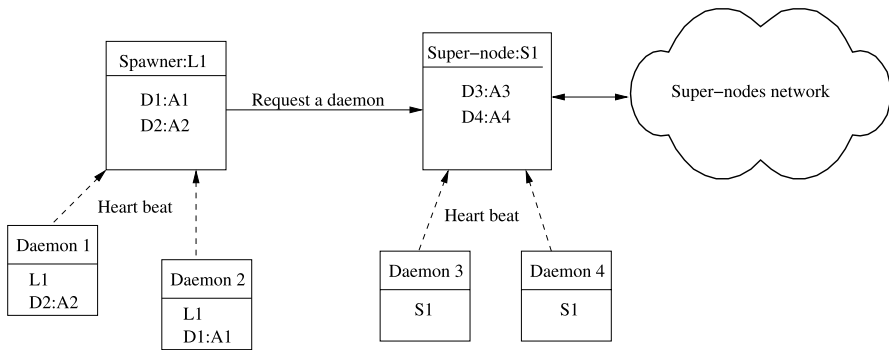 Spawner:L1
D1:A1
D2:A2
Request a daemon
Super−node:S1
D3:A3
D4:A4
Super−nodes network
Heart beat
Heart beat
Daemon 1
L1
D2:A2
Daemon 2
L1
D1:A1
Daemon 3
S1
Daemon 4
S1